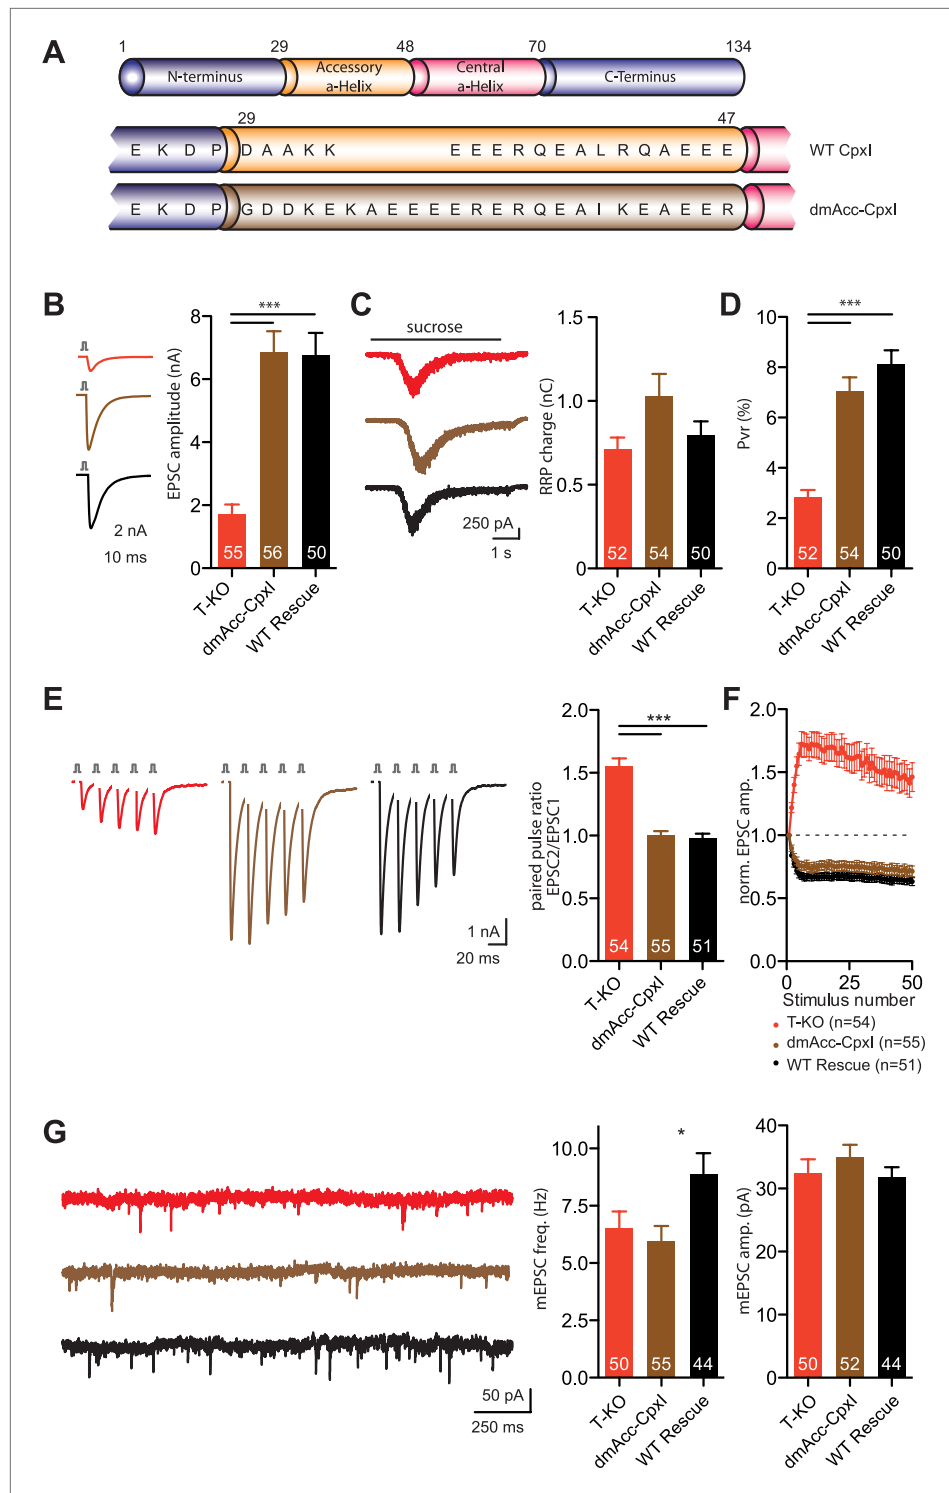 A
1 29 48 70 134
N-terminus
Accessory
a-Helix
Central
a-Helix
C-Terminus
29 47
E K D P D A A K K E E E R Q E A L R Q A E E E
WT CpxI
E K D P G D D K E K A E E E E R E R Q E A I K E A E E R
dmAcc-CpxI
B
2 nA
10 ms
EPSC amplitude (nA)
8
6
4
2
0
***
55 56 50
T-KO
dmAcc-CpxI
WT Rescue
C
sucrose
250 pA
1 s
RRP charge (nC)
1.5
1.0
0.5
0.0
52 54 50
T-KO
dmAcc-CpxI
WT Rescue
D
Pvr (%)
10
8
6
4
2
0
***
52 54 50
T-KO
dmAcc-CpxI
WT Rescue
E
1 nA
20 ms
paired pulse ratio
EPSC2/EPSC1
2.0
1.5
1.0
0.5
0.0
***
54 55 51
T-KO
dmAcc-CpxI
WT Rescue
F
norm. EPSC amp.
2.0
1.5
1.0
0.5
0.0
0 25 50
Stimulus number
T-KO (n=54)
dmAcc-CpxI (n=55)
WT Rescue (n=51)
G
50 pA
250 ms
mEPSC freq. (Hz)
10.0
7.5
5.0
2.5
0.0
*
50 55 44
T-KO
dmAcc-CpxI
WT Rescue
mEPSC amp. (pA)
40
30
20
10
0
50 52 44
T-KO
dmAcc-CpxI
WT Rescue